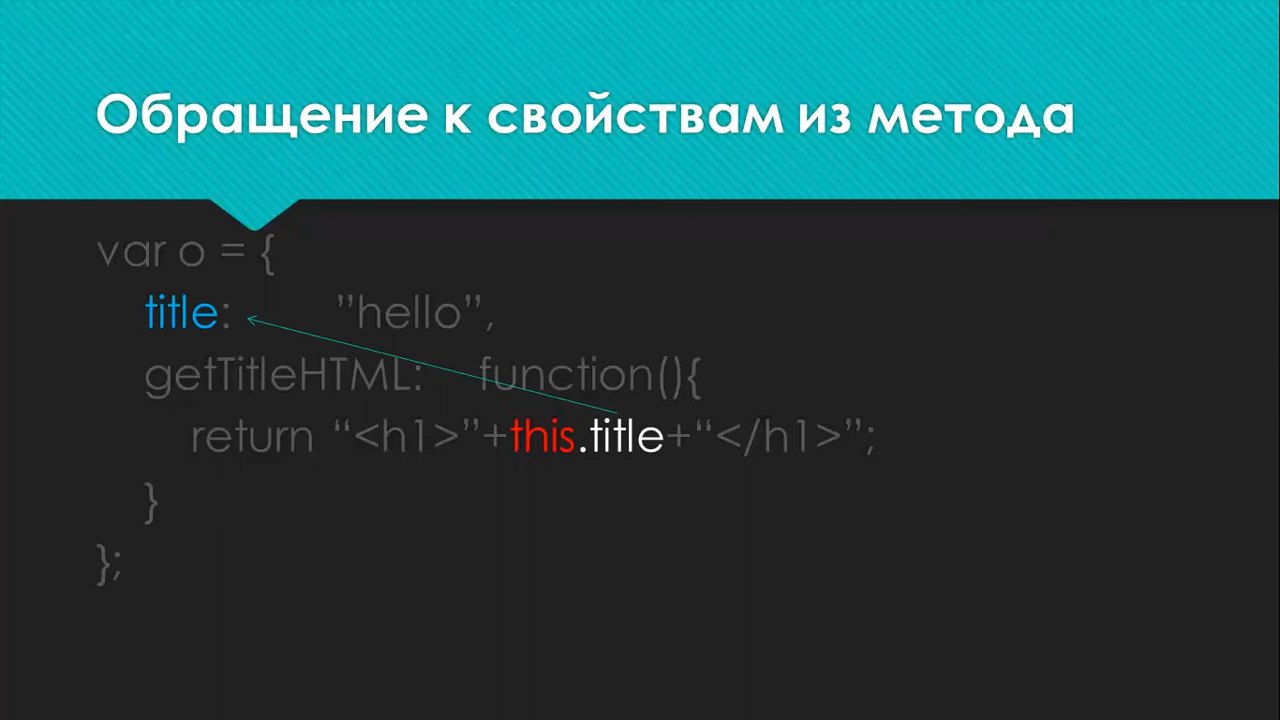 Обращение к свойствам из метода
var o = {
title: ”hello”,
getTitleHTML: function(){
return “<h1>”+this.title+“</h1>”;
}
};